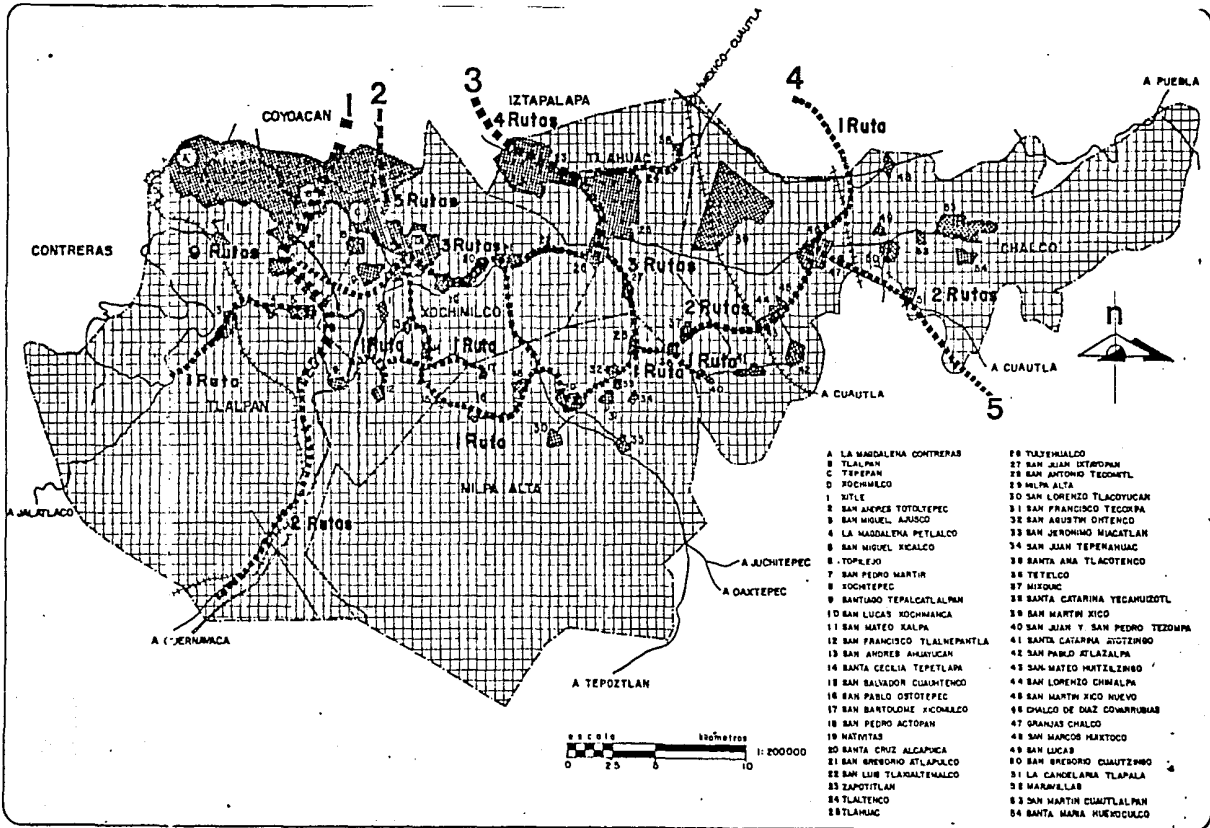 1
2
3
4
5
COYOACAN
IZTAPALAPA
4 Rutas
MEXICO-CUAUTLA
A PUEBLA
1 Ruta
TLAHUAC
5 Rutas
CONTRERAS
9 Rutas
3 Rutas
3 Rutas
CHALCO
2 Rutas
2 Rutas
XOCHIMILCO
1 Ruta
1 Ruta
1 Ruta
1 Ruta
1 Ruta
TLALPAN
1 Ruta
MILPA ALTA
2 Rutas
n
A CUAUTLA
A CUAUTLA
A JALATLACO
A JUCHITEPEC
A OAXTEPEC
A CUERNAVACA
A TEPOZTLAN
escala kilometros
1:200000
0 2.5 5 10
A LA MAGDALENA CONTRERAS
B TLALPAN
C TEPEPAN
D XOCHIMILCO
1 XITLE
2 SAN ANDRES TOTOLTEPEC
3 SAN MIGUEL AJUSCO
4 LA MAGDALENA PETLALCO
5 SAN MIGUEL XICALCO
6 TOPILEJO
7 SAN PEDRO MARTIR
8 XOCHITEPEC
9 SANTIAGO TEPALCATLALPAN
10 SAN LUCAS XOCHIMANCA
11 SAN MATEO XALPA
12 SAN FRANCISCO TLALNEPANTLA
13 SAN ANDRES AHUAYUCAN
14 SANTA CECILIA TEPETLAPA
15 SAN SALVADOR CUAUHTENCO
16 SAN PABLO OSTOTEPEC
17 SAN BARTOLOME XICOMULCO
18 SAN PEDRO ACTOPAN
19 NATIVITAS
20 SANTA CRUZ ALCAPUICA
21 SAN GREGORIO ATLAPULCO
22 SAN LUIS TLAXIALTEMALCO
23 ZAPOTITLAN
24 TLALTENCO
25 TLAHUAC
26 TULYEHUALCO
27 SAN JUAN IXTAYOPAN
28 SAN ANTONIO TECOMITL
29 MILPA ALTA
30 SAN LORENZO TLACOYUCAN
31 SAN FRANCISCO TECOXPA
32 SAN AGUSTIN OHTENCO
33 SAN JERONIMO MIACATLAN
34 SAN JUAN TEPENAHUAC
35 SANTA ANA TLACOTENCO
36 TETELCO
37 MIXQUIC
38 SANTA CATARINA YECAHUIZOTL
39 SAN MARTIN XICO
40 SAN JUAN Y SAN PEDRO TEZOMPA
41 SANTA CATARINA AYOTZINGO
42 SAN PABLO ATLAZALPA
43 SAN MATEO HUITZILZINGO
44 SAN LORENZO CHIMALPA
45 SAN MARTIN XICO NUEVO
46 CHALCO DE DIAZ COVARRUBIAS
47 GRANJAS CHALCO
48 SAN MARCOS HUIXTOCO
49 SAN LUCAS
50 SAN GREGORIO CUAUTZINGO
51 LA CANDELARIA TLAPALA
52 MARAVILLAS
53 SAN MARTIN CUAUTLALPAN
54 SANTA MARIA HUEXOCULCO